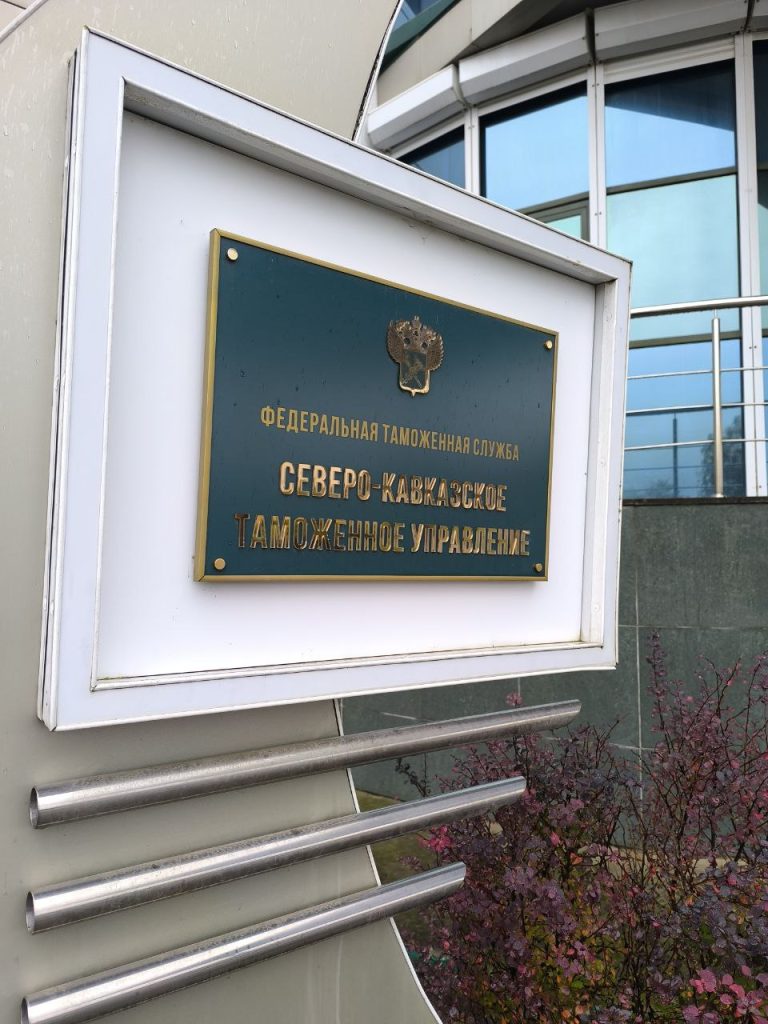 ФЕДЕРАЛЬНАЯ ТАМОЖЕННАЯ СЛУЖБА
СЕВЕРО-КАВКАЗСКОЕ
ТАМОЖЕННОЕ УПРАВЛЕНИЕ